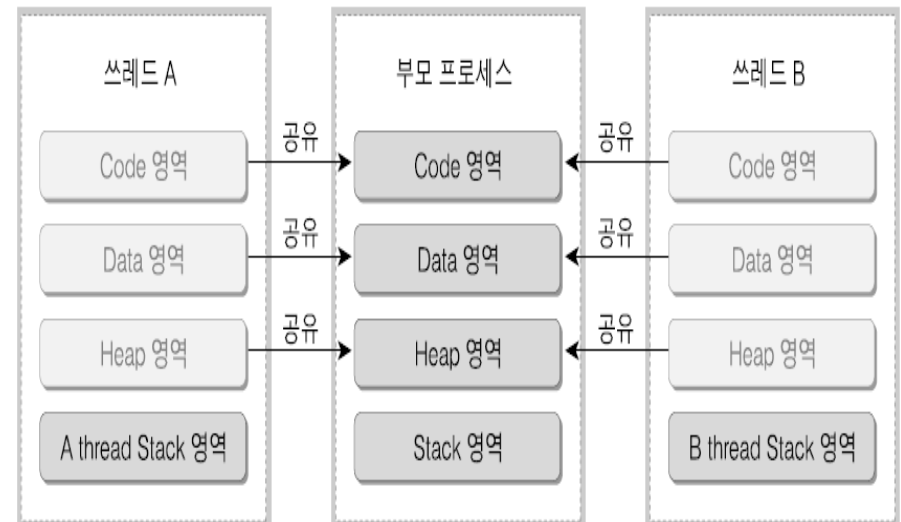 쓰레드 A
부모 프로세스
쓰레드 B
Code 영역
공유
Code 영역
공유
Code 영역
Data 영역
공유
Data 영역
공유
Data 영역
Heap 영역
공유
Heap 영역
공유
Heap 영역
A thread Stack 영역
Stack 영역
B thread Stack 영역